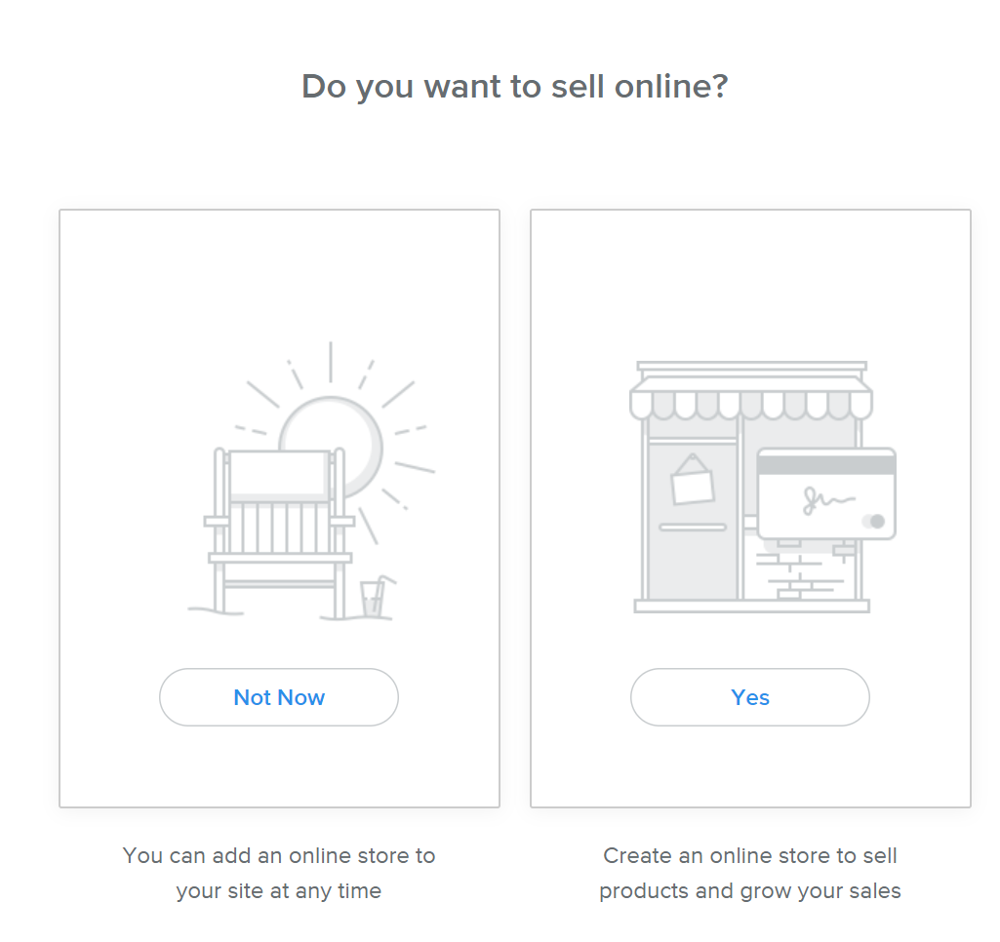 Do you want to sell online?
Not Now
Yes
You can add an online store to
your site at any time
Create an online store to sell
products and grow your sales